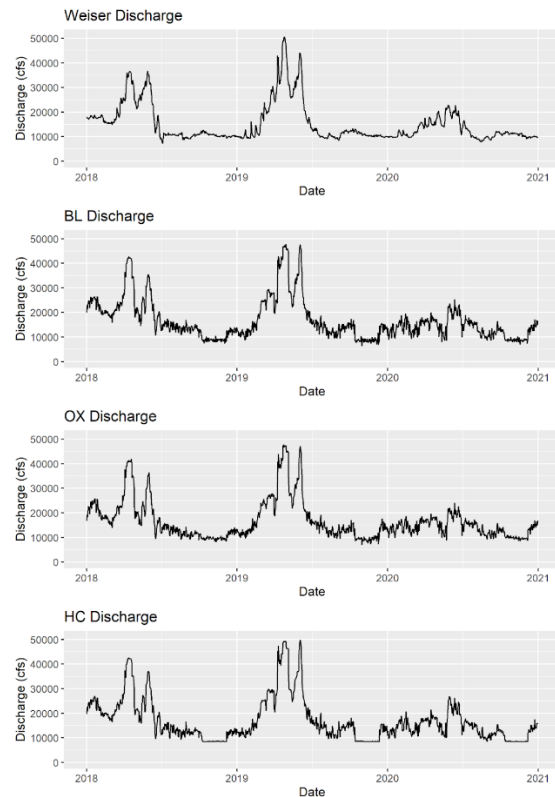 Weiser Discharge
Discharge (cfs)
50000
40000
30000
20000
10000
0
2018 2019 2020 2021
Date
BL Discharge
Discharge (cfs)
50000
40000
30000
20000
10000
0
2018 2019 2020 2021
Date
OX Discharge
Discharge (cfs)
50000
40000
30000
20000
10000
0
2018 2019 2020 2021
Date
HC Discharge
Discharge (cfs)
50000
40000
30000
20000
10000
0
2018 2019 2020 2021
Date